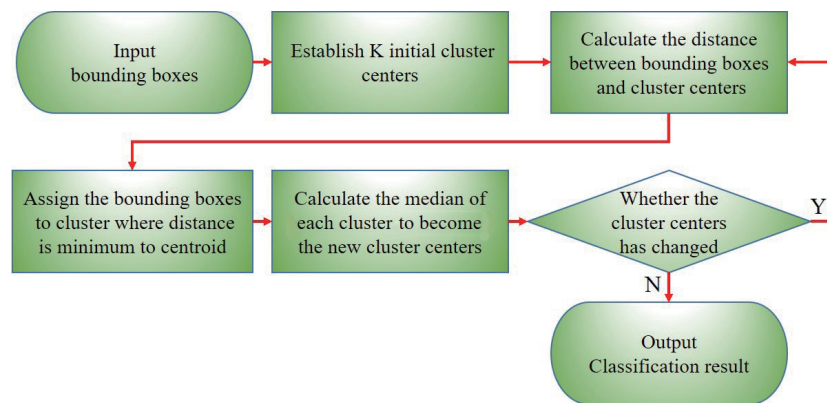 Input
bounding boxes
Establish K initial cluster
centers
Calculate the distance
between bounding boxes
and cluster centers
Assign the bounding boxes
to cluster where distance
is minimum to centroid
Calculate the median of
each cluster to become
the new cluster centers
Whether the
cluster centers
has changed
Y
N
Output
Classification result